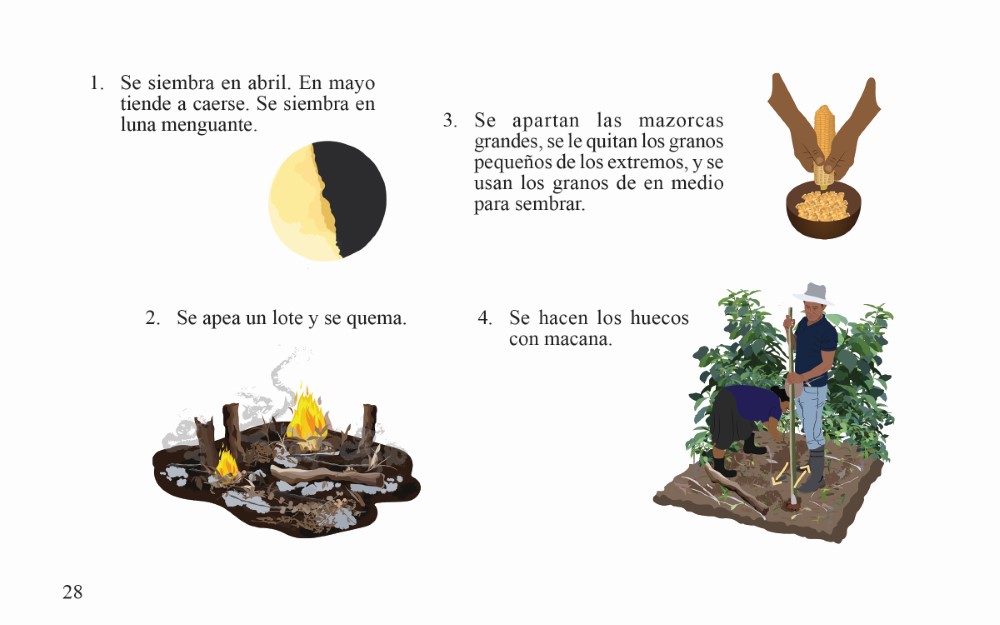 1. Se siembra en abril. En mayo
tiende a caerse. Se siembra en
luna menguante.
2. Se apea un lote y se quema.
3. Se apartan las mazorcas
grandes, se le quitan los granos
pequeños de los extremos, y se
usan los granos de en medio
para sembrar.
4. Se hacen los huecos
con macana.
28